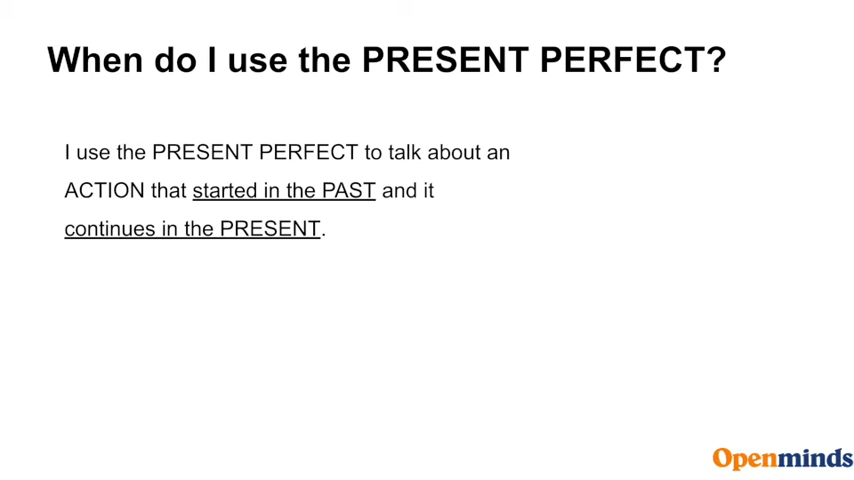 When do I use the PRESENT PERFECT?
I use the PRESENT PERFECT to talk about an
ACTION that started in the PAST and it
continues in the PRESENT.
Openminds